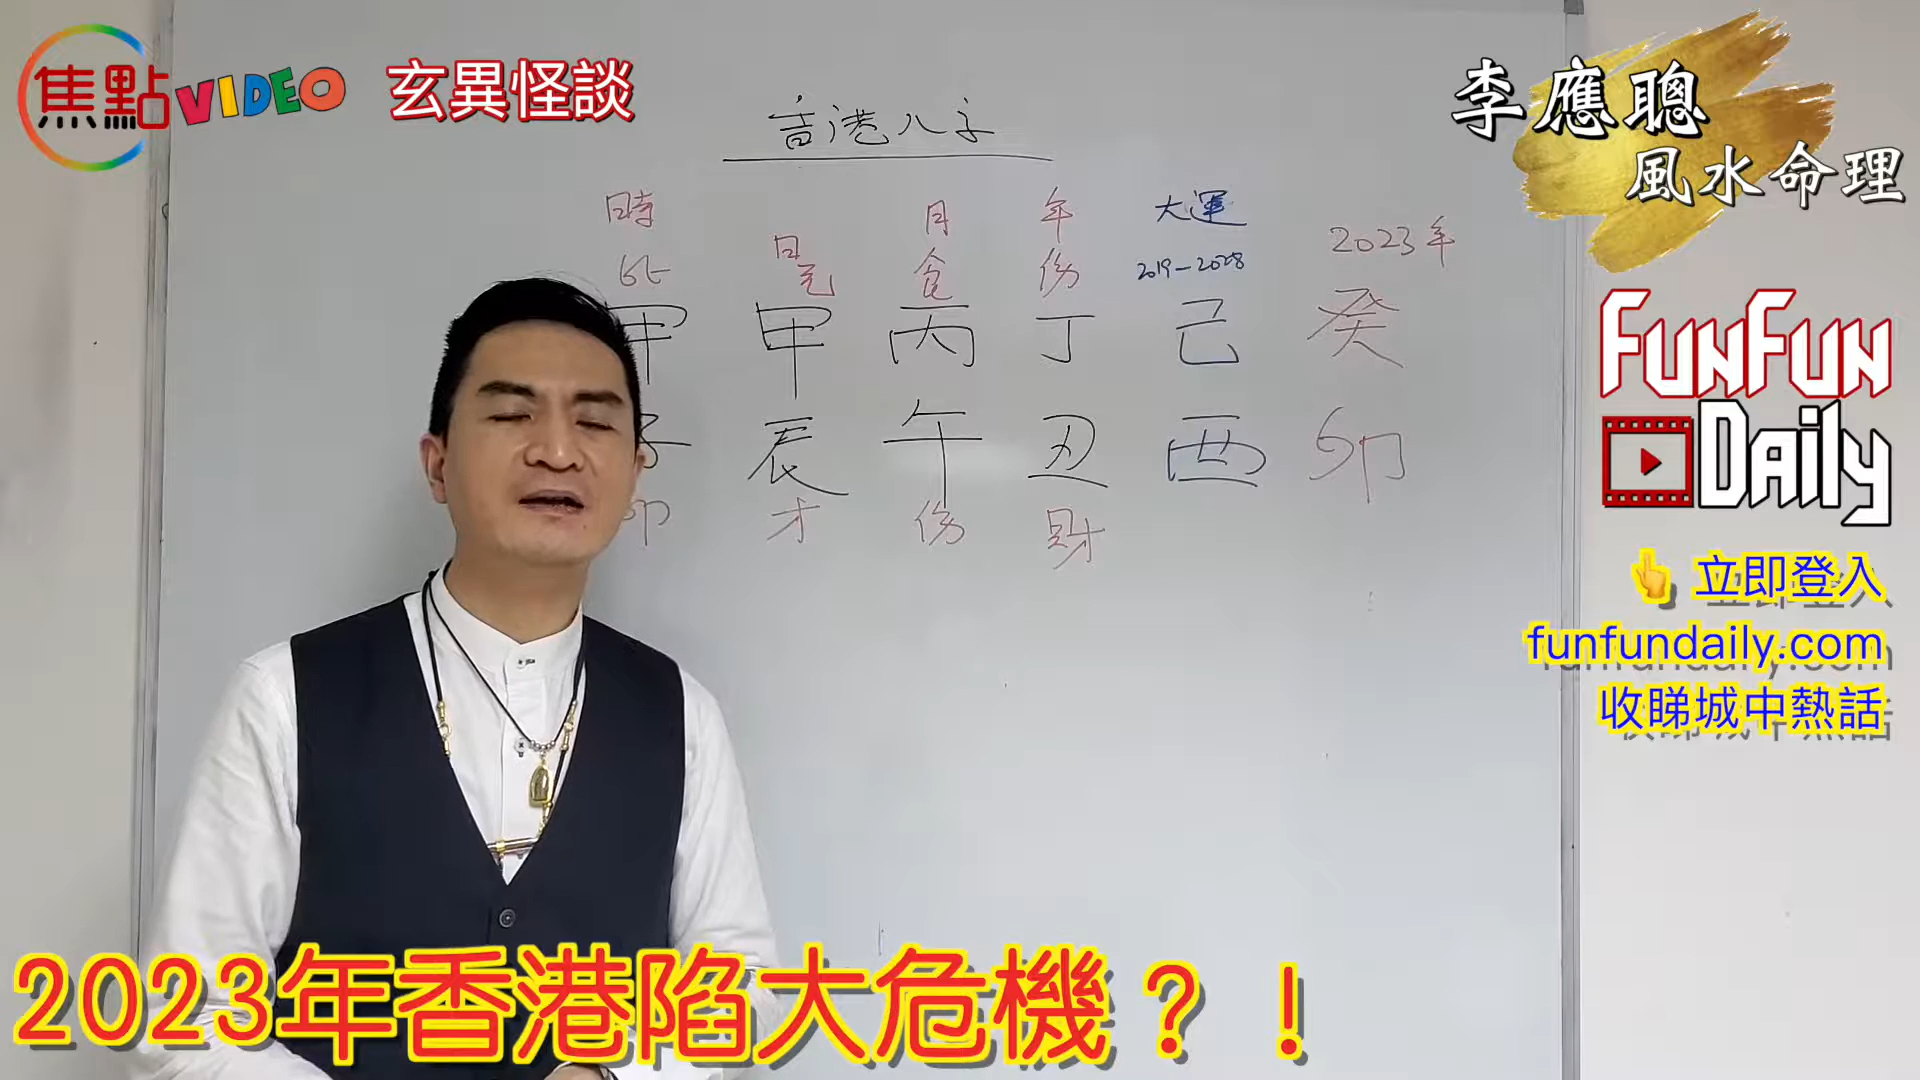 焦點VIDEO 玄異怪談
李應聰
風水命理
香港八字
時 日元 月 年 大運 2023年
比 食 傷 2019-2028
甲 甲 丙 丁 己 癸
子 辰 午 丑 酉 卯
印 才 傷 財
FUNFUN
Daily
👆 立即登入
funfundaily.com
收睇城中熱話
2023年香港陷大危機?!